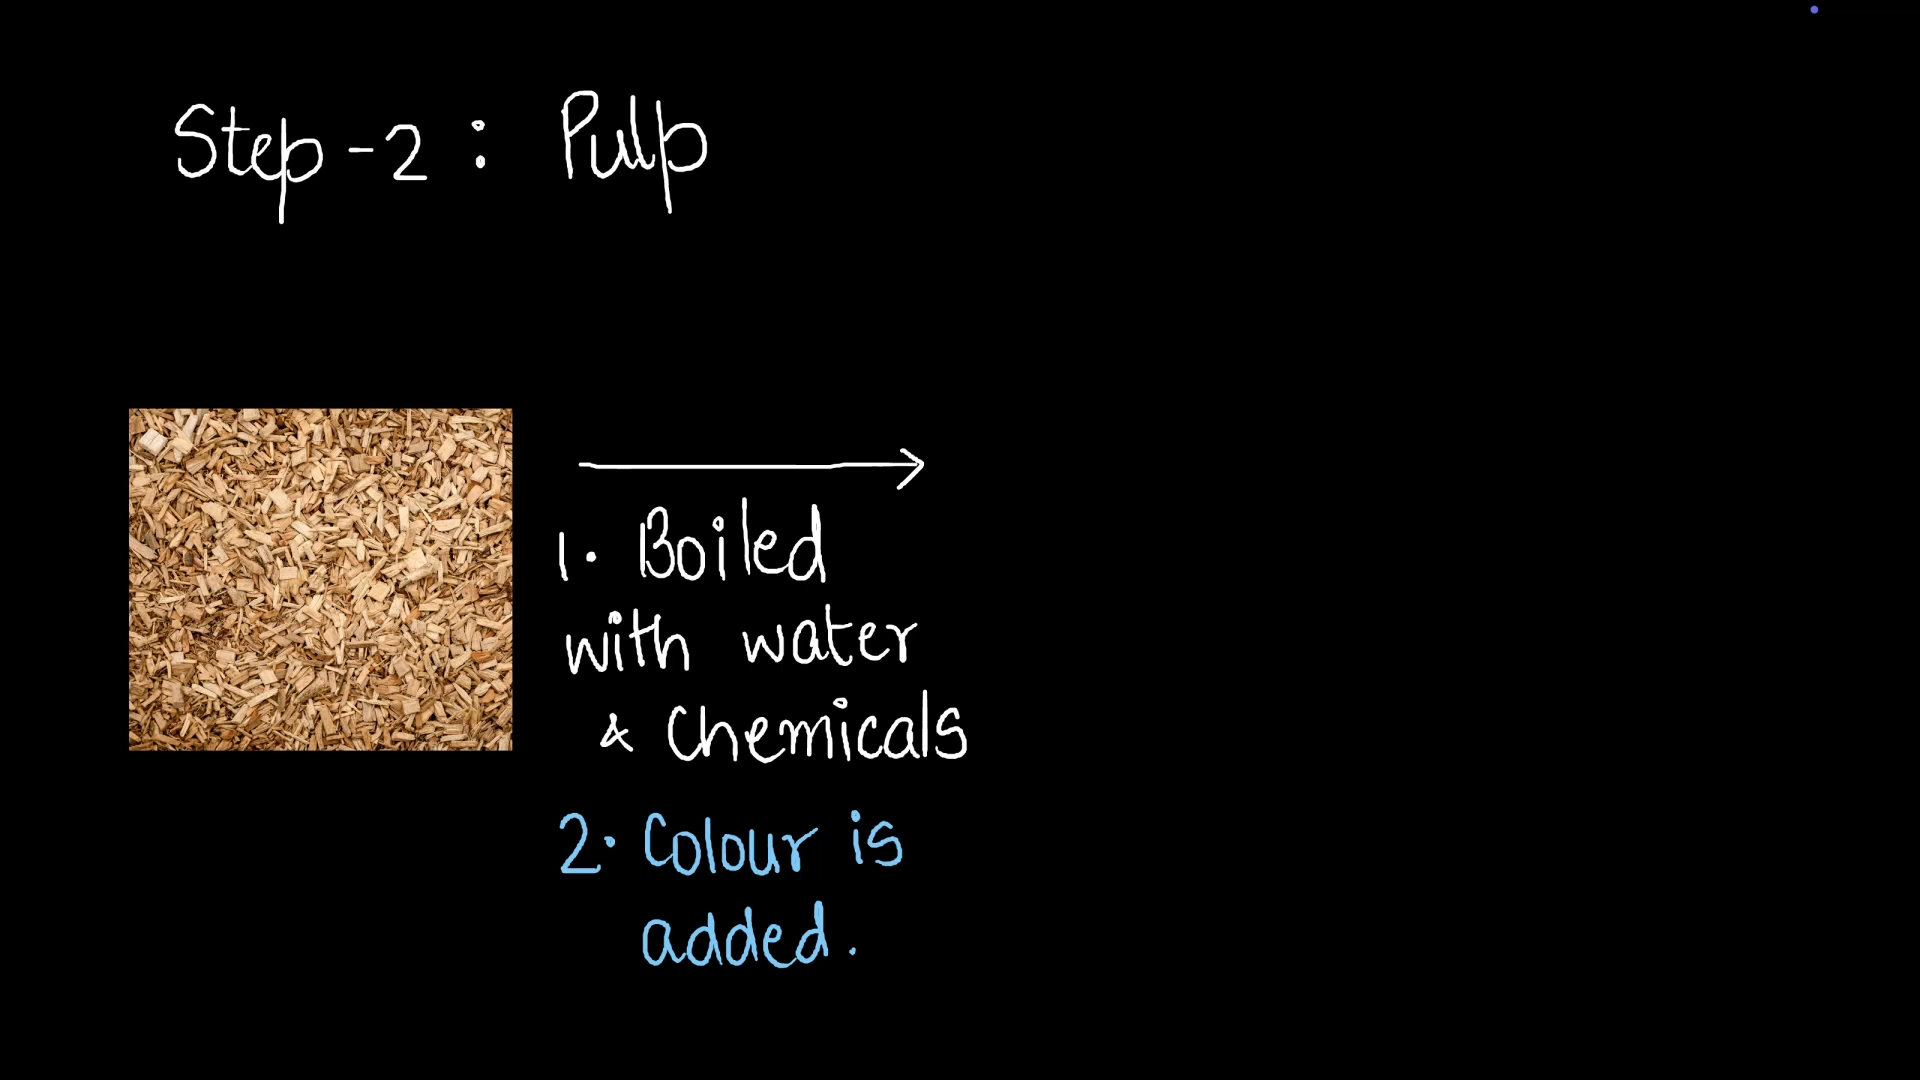 Step-2 : Pulp
1. Boiled
with water
& Chemicals
2. Colour is
added.